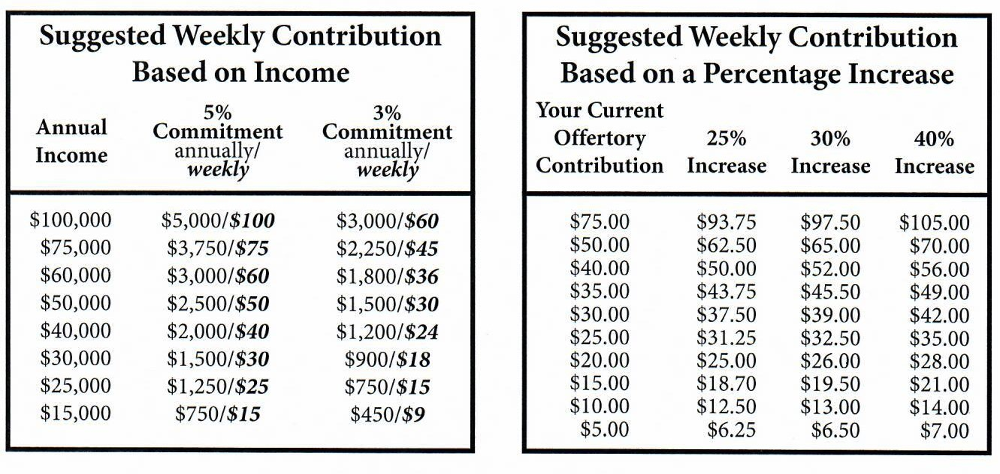 Suggested Weekly Contribution
Based on Income
Annual
Income
5%
Commitment
annually/
weekly
3%
Commitment
annually/
weekly
$100,000 $5,000/$100 $3,000/$60
$75,000 $3,750/$75 $2,250/$45
$60,000 $3,000/$60 $1,800/$36
$50,000 $2,500/$50 $1,500/$30
$40,000 $2,000/$40 $1,200/$24
$30,000 $1,500/$30 $900/$18
$25,000 $1,250/$25 $750/$15
$15,000 $750/$15 $450/$9
Suggested Weekly Contribution
Based on a Percentage Increase
Your Current
Offertory 25% 30% 40%
Contribution Increase Increase Increase
$75.00 $93.75 $97.50 $105.00
$50.00 $62.50 $65.00 $70.00
$40.00 $50.00 $52.00 $56.00
$35.00 $43.75 $45.50 $49.00
$30.00 $37.50 $39.00 $42.00
$25.00 $31.25 $32.50 $35.00
$20.00 $25.00 $26.00 $28.00
$15.00 $18.70 $19.50 $21.00
$10.00 $12.50 $13.00 $14.00
$5.00 $6.25 $6.50 $7.00